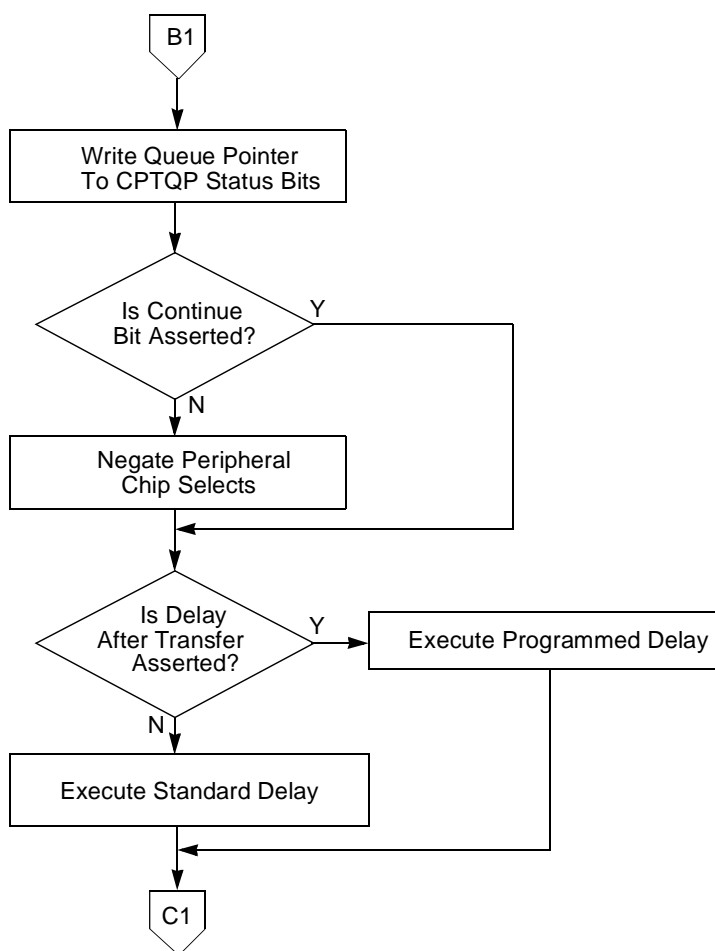 B1
Write Queue Pointer
To CPTQP Status Bits
Is Continue
Bit Asserted?
Y
N
Negate Peripheral
Chip Selects
Is Delay
After Transfer
Asserted?
Y
Execute Programmed Delay
N
Execute Standard Delay
C1